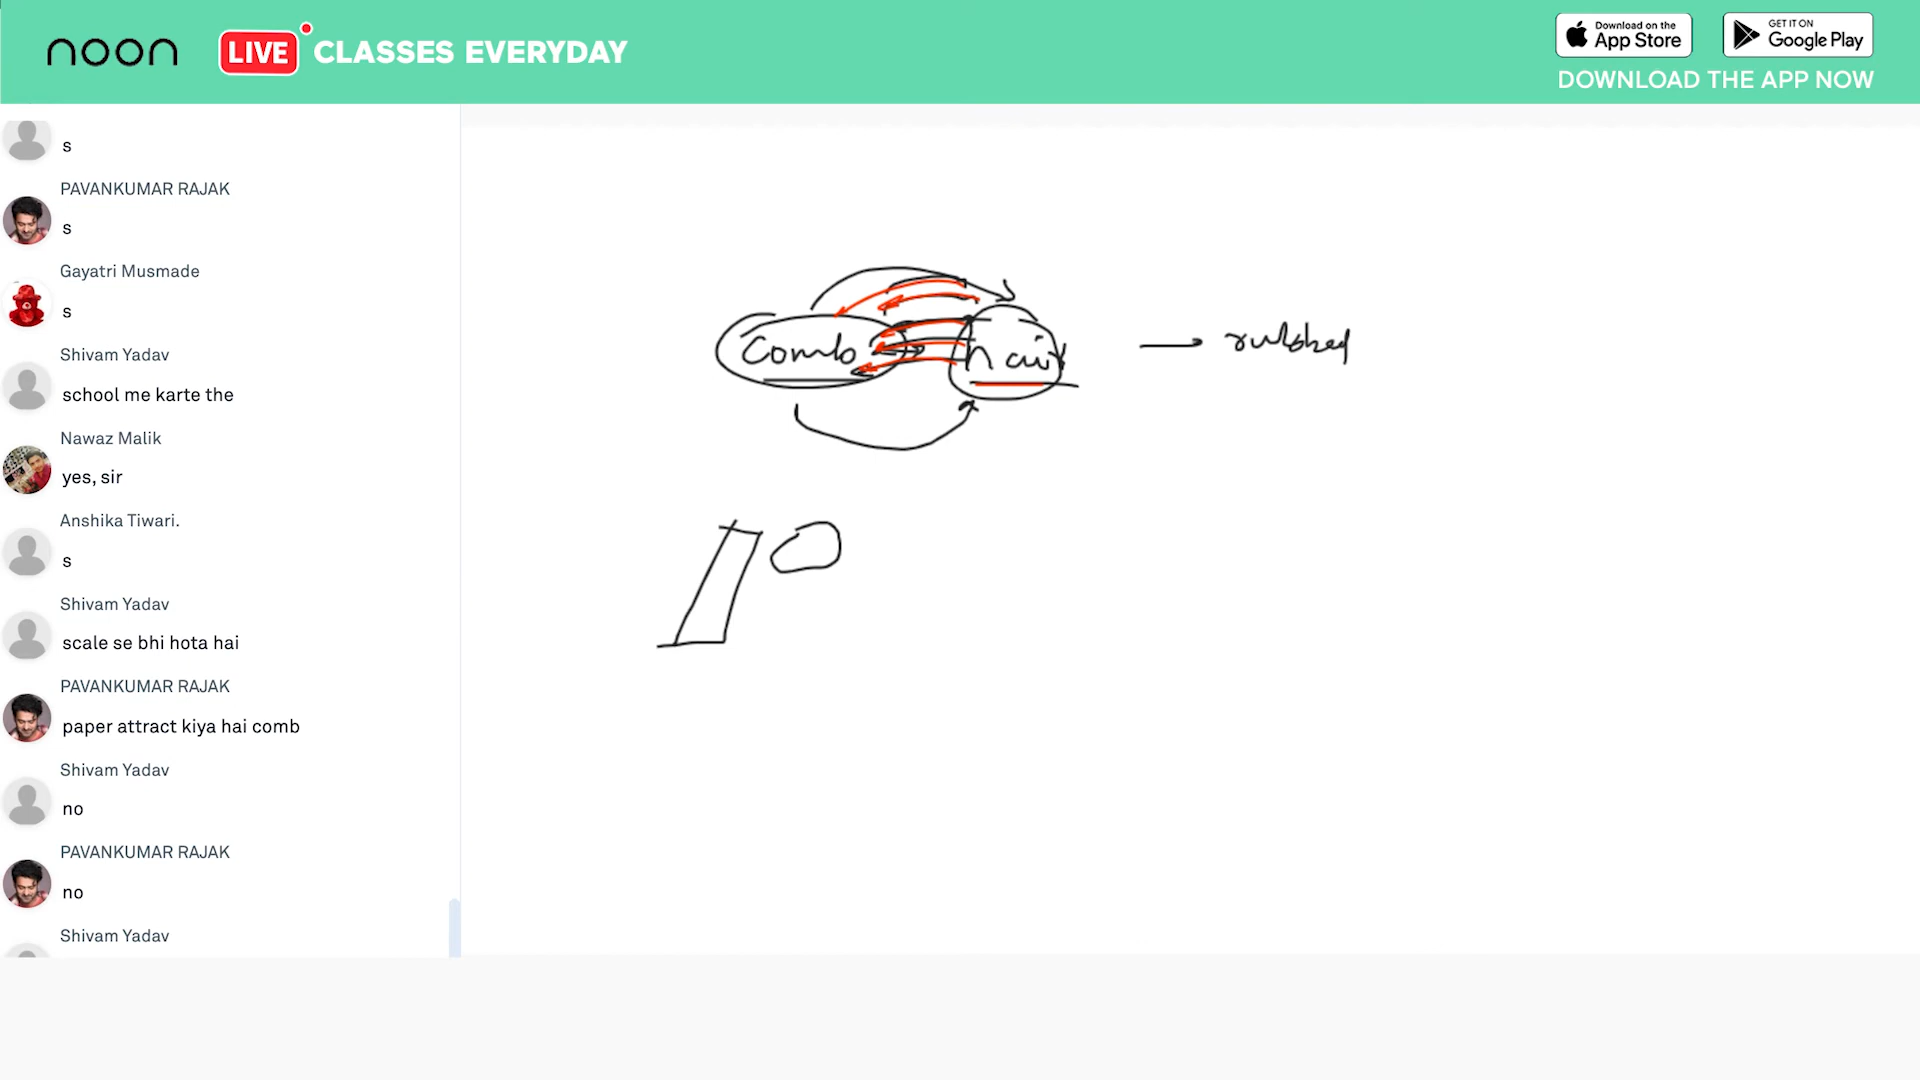 noon
LIVE CLASSES EVERYDAY
Download on the
App Store
GET IT ON
Google Play
DOWNLOAD THE APP NOW
s
PAVANKUMAR RAJAK
s
Gayatri Musmade
s
Shivam Yadav
school me karte the
Nawaz Malik
yes, sir
Anshika Tiwari.
s
Shivam Yadav
scale se bhi hota hai
PAVANKUMAR RAJAK
paper attract kiya hai comb
Shivam Yadav
no
PAVANKUMAR RAJAK
no
Shivam Yadav
Comb hair → rubbed